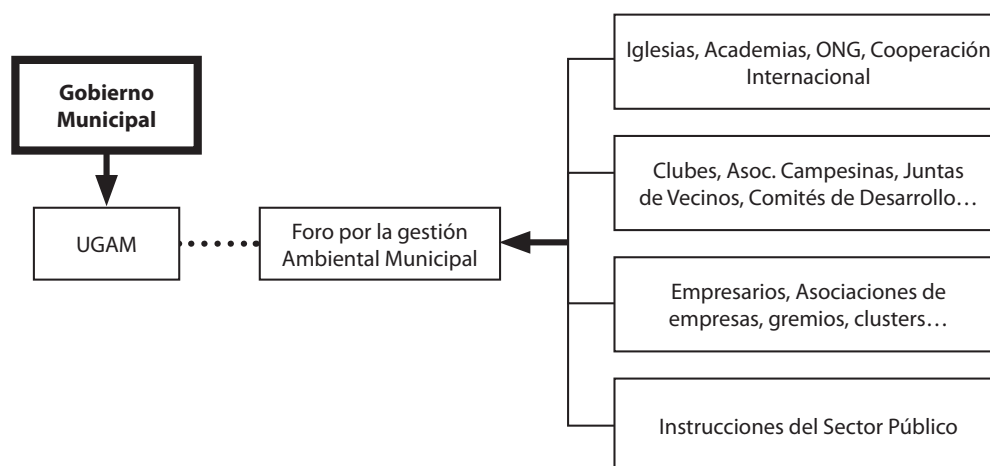 Gobierno
Municipal
UGAM
Foro por la gestión
Ambiental Municipal
Iglesias, Academias, ONG, Cooperación
Internacional
Clubes, Asoc. Campesinas, Juntas
de Vecinos, Comités de Desarrollo…
Empresarios, Asociaciones de
empresas, gremios, clusters…
Instrucciones del Sector Público